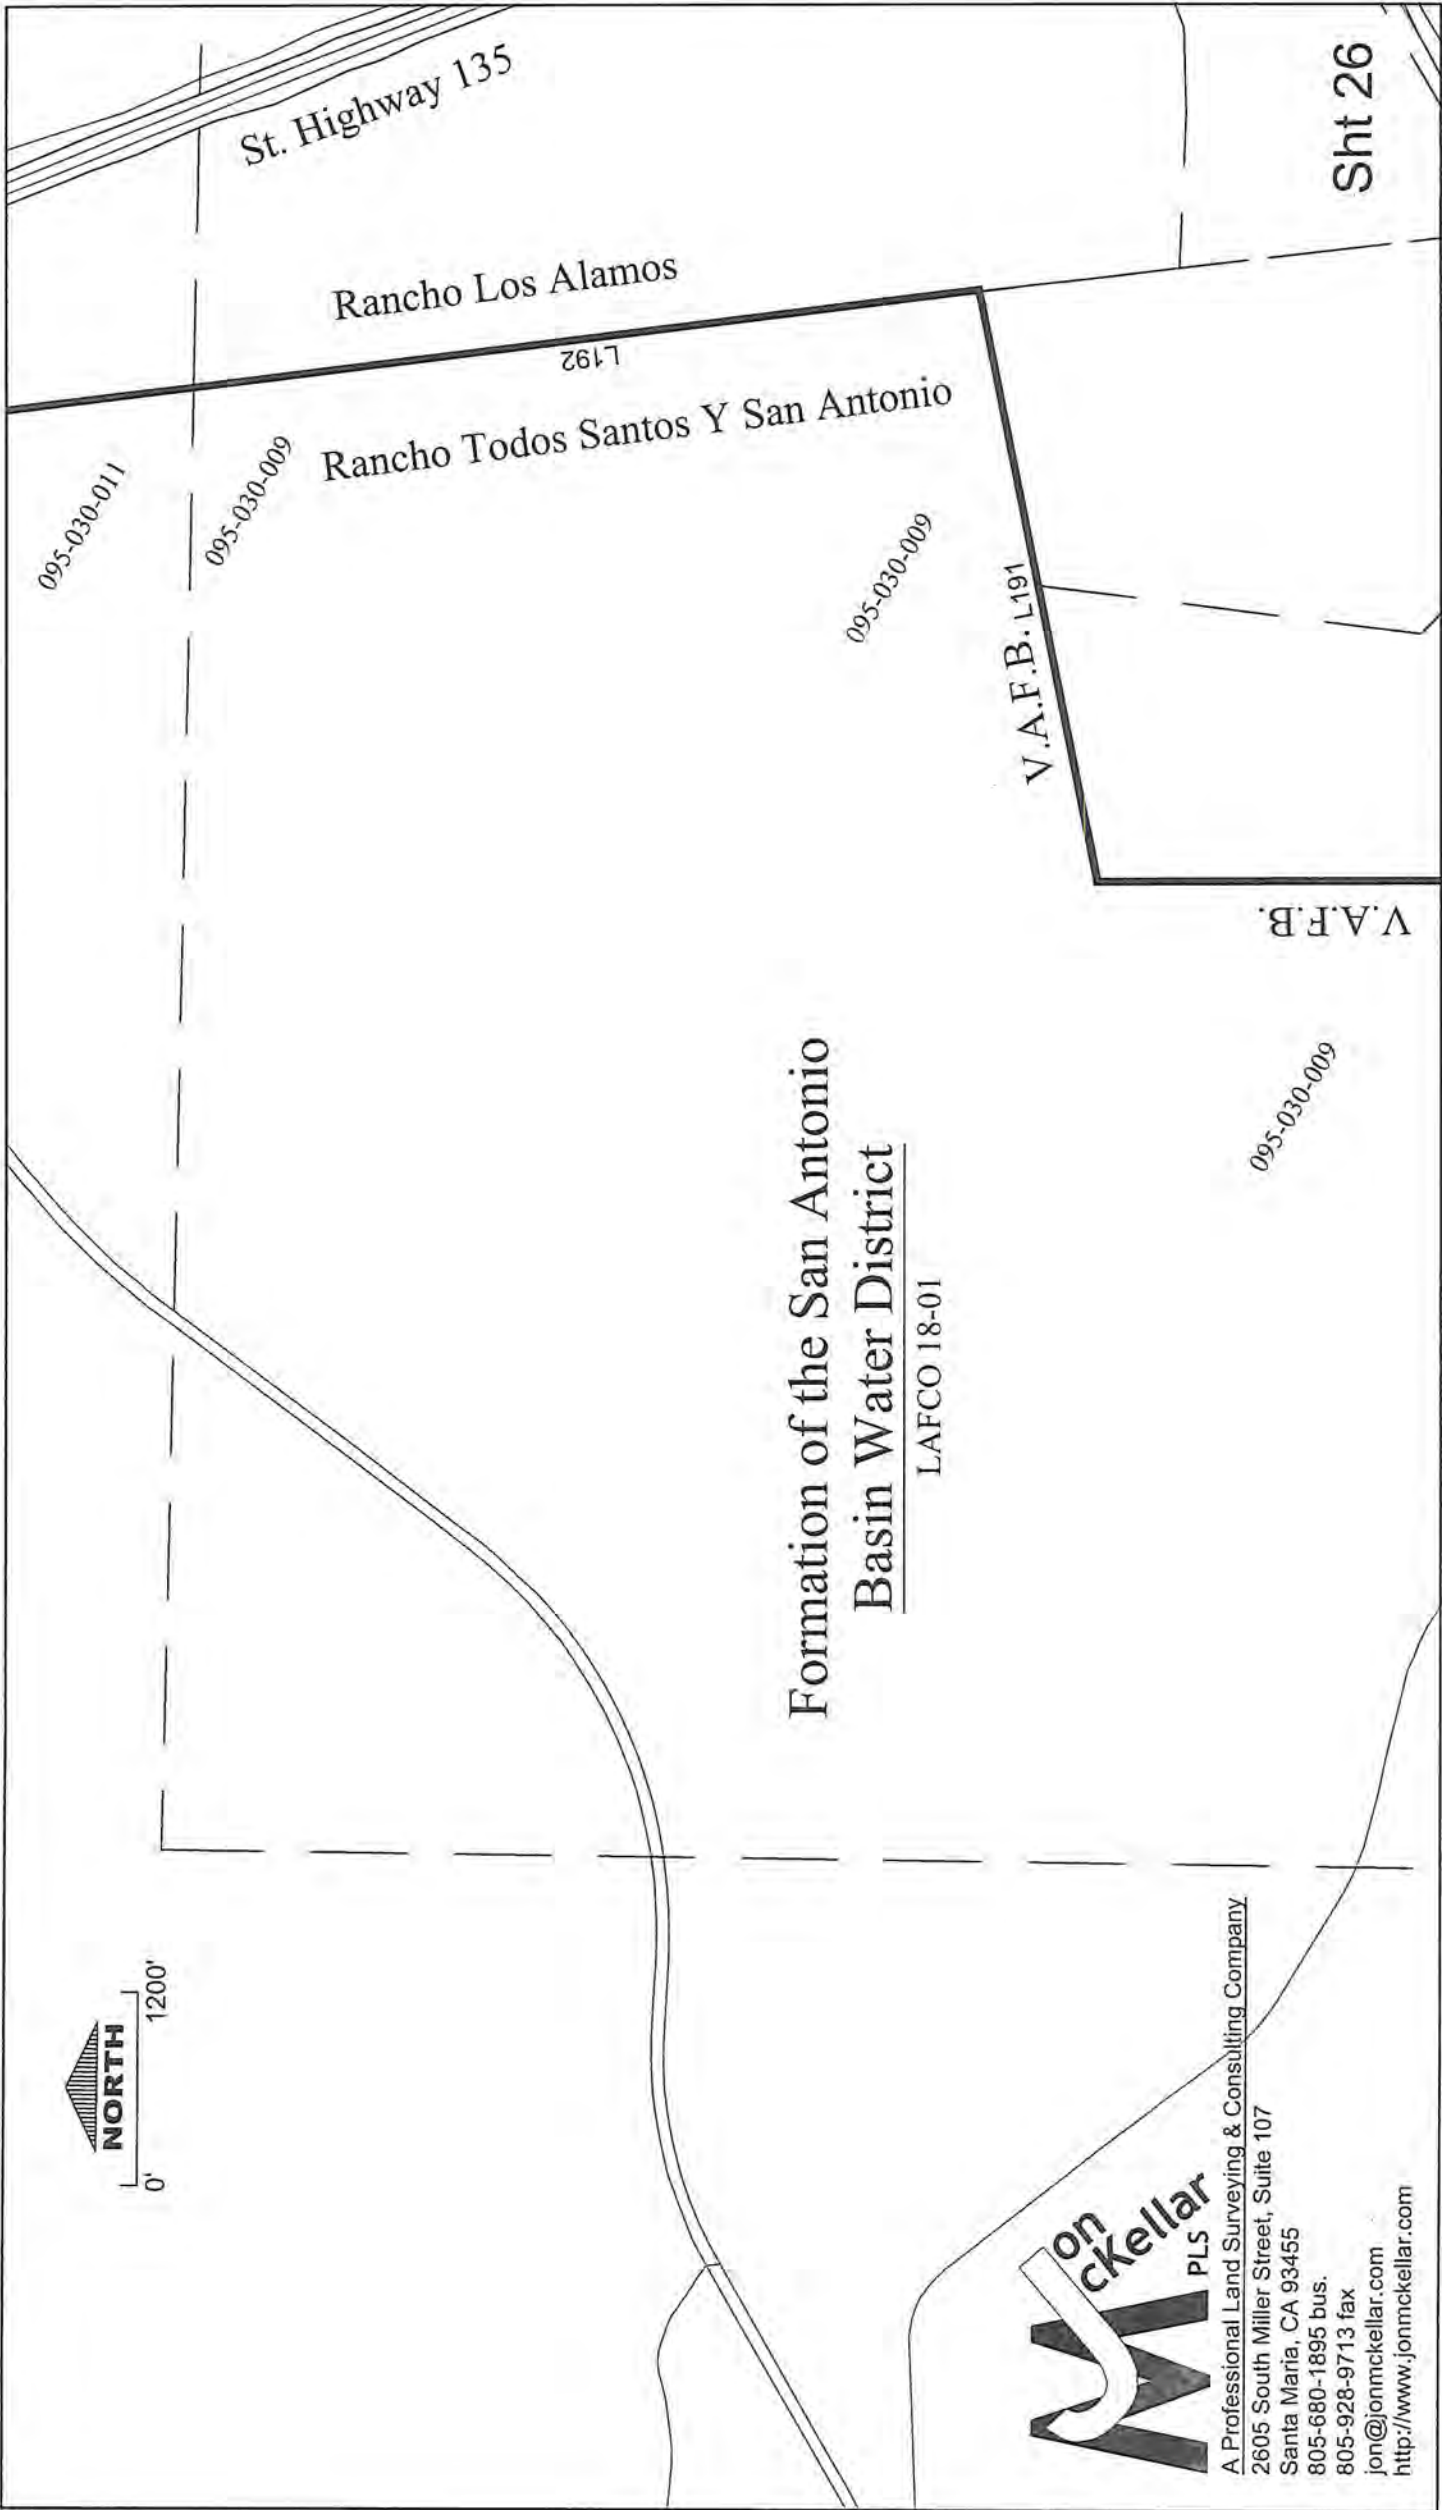 NORTH
0' 1200'
St. Highway 135
Rancho Los Alamos
L192
Rancho Todos Santos Y San Antonio
095-030-011
095-030-009
095-030-009
V.A.F.B. L191
V.A.F.B.
095-030-009
Formation of the San Antonio
Basin Water District
LAFCO 18-01
Sht 26
Jon
McKellar
PLS
A Professional Land Surveying & Consulting Company
2605 South Miller Street, Suite 107
Santa Maria, CA 93455
805-680-1895 bus.
805-928-9713 fax
jon@jonmckellar.com
http://www.jonmckellar.com